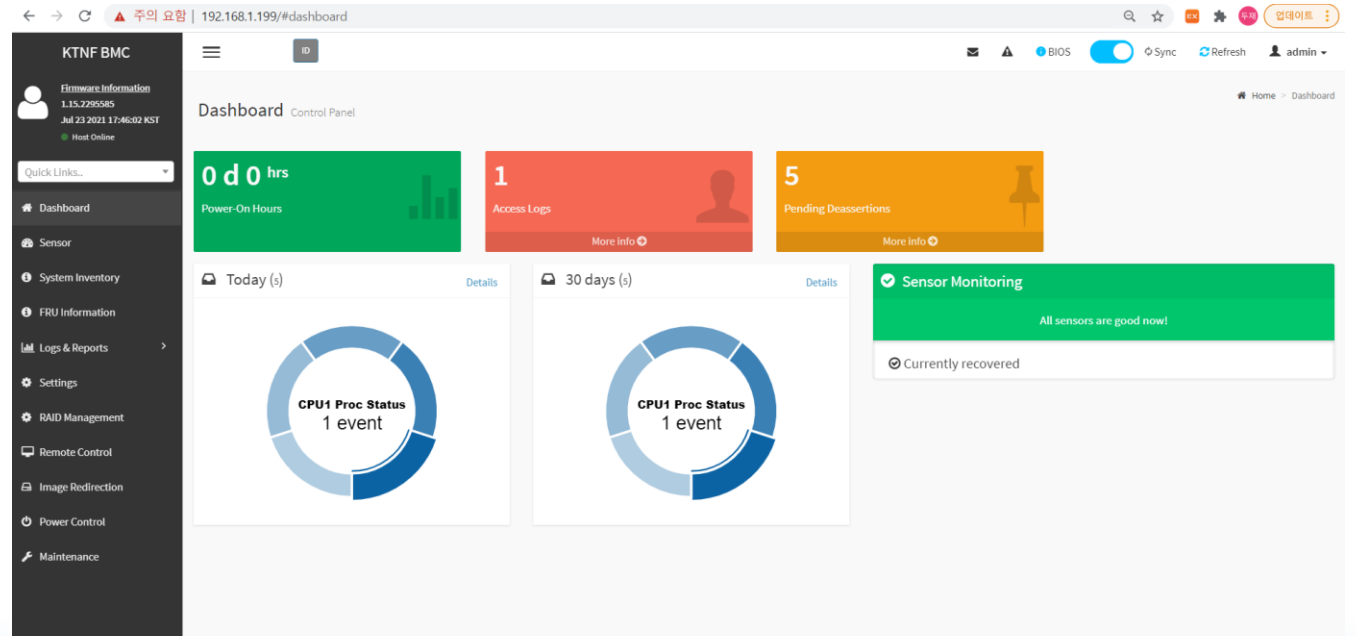 주의 요함 | 192.168.1.199/#dashboard
두재
업데이트
KTNF BMC
ID
BIOS
Sync
Refresh
admin
Firmware Information
1.15.2295585
Jul 23 2021 17:46:02 KST
Host Online
Dashboard Control Panel
Home > Dashboard
Quick Links..
Dashboard
Sensor
System Inventory
FRU Information
Logs & Reports
Settings
RAID Management
Remote Control
Image Redirection
Power Control
Maintenance
0 d 0 hrs
Power-On Hours
1
Access Logs
More info
5
Pending Deassertions
More info
Today (5)
Details
CPU1 Proc Status
1 event
30 days (5)
Details
CPU1 Proc Status
1 event
Sensor Monitoring
All sensors are good now!
Currently recovered